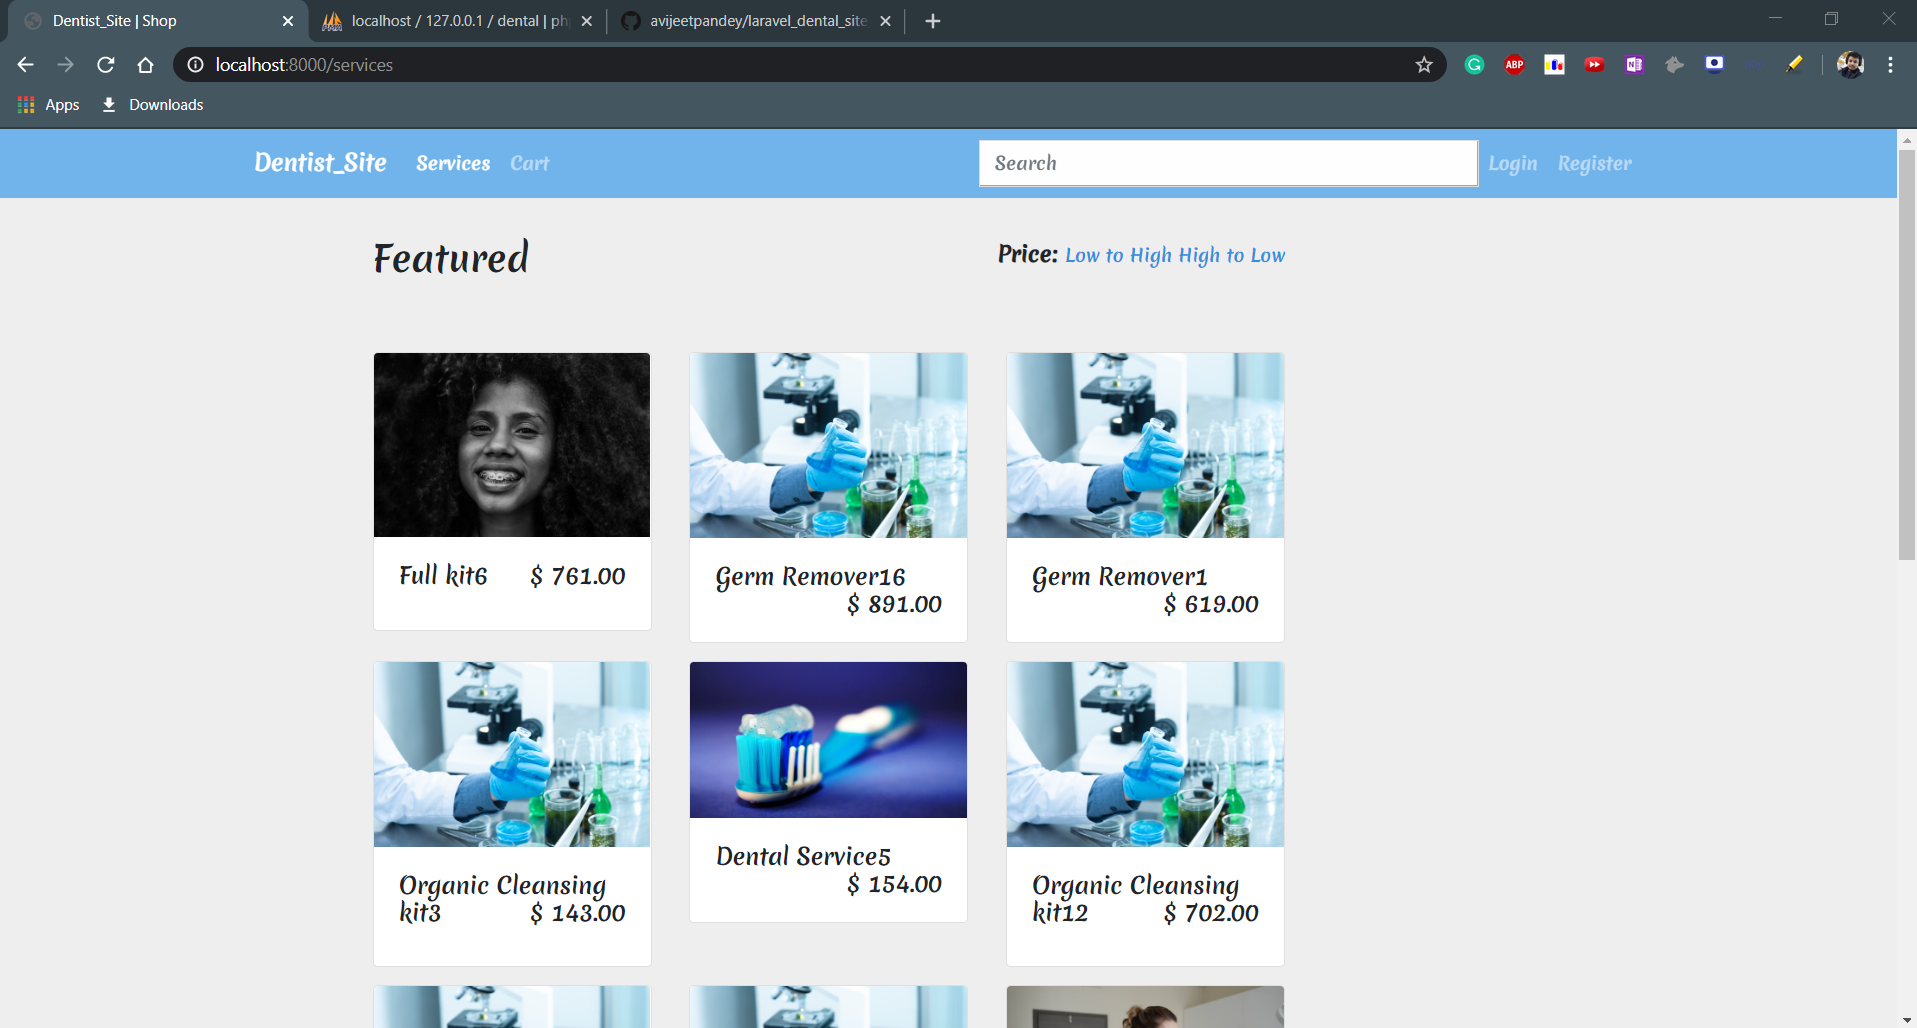 Dentist_Site | Shop
localhost / 127.0.0.1 / dental | ph
avijeetpandey/laravel_dental_site
localhost:8000/services
ABP
N
Apps Downloads
Dentist_Site Services Cart Search Login Register
Featured Price: Low to High High to Low
Full kit6 $ 761.00
Germ Remover16
$ 891.00
Germ Remover1
$ 619.00
Organic Cleansing
kit3 $ 143.00
Dental Service5
$ 154.00
Organic Cleansing
kit12 $ 702.00